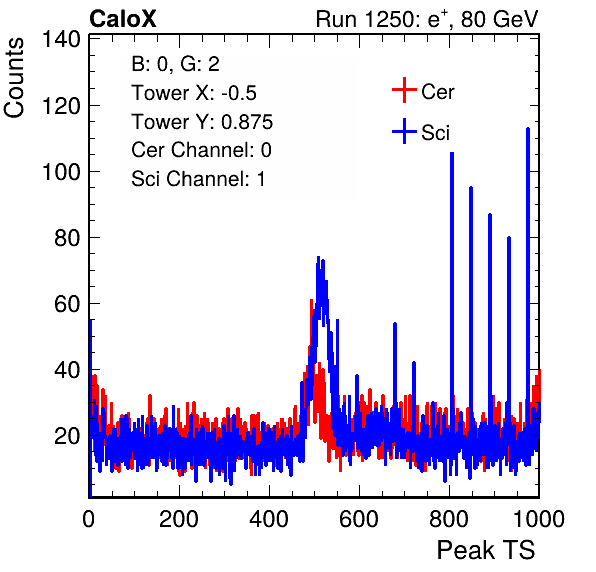 CaloX Run 1250: e⁺, 80 GeV
Counts
140
120
100
80
60
40
20
B: 0, G: 2
Tower X: -0.5
Tower Y: 0.875
Cer Channel: 0
Sci Channel: 1
Cer
Sci
0 200 400 600 800 1000
Peak TS